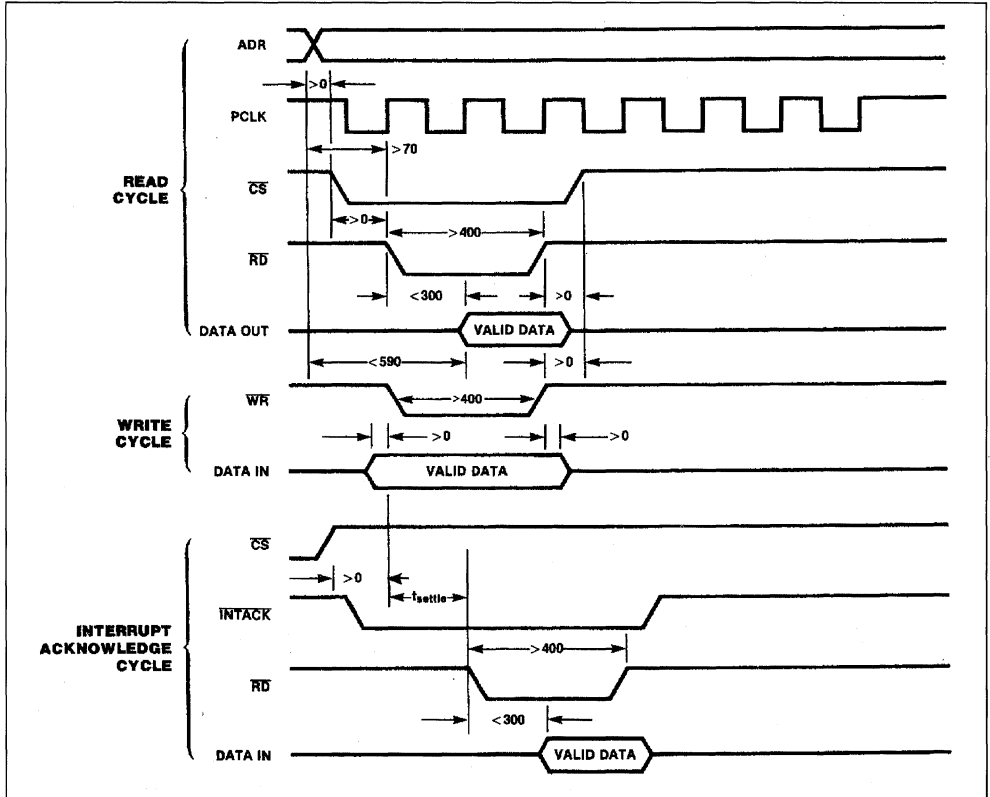 ADR
>0
PCLK
>70
READ
CYCLE
CS
>0
>400
RD
<300
>0
DATA OUT
VALID DATA
<590
>0
WR
>400
WRITE
CYCLE
>0
>0
DATA IN
VALID DATA
CS
>0
tsettle
INTACK
INTERRUPT
ACKNOWLEDGE
CYCLE
>400
RD
<300
DATA IN
VALID DATA